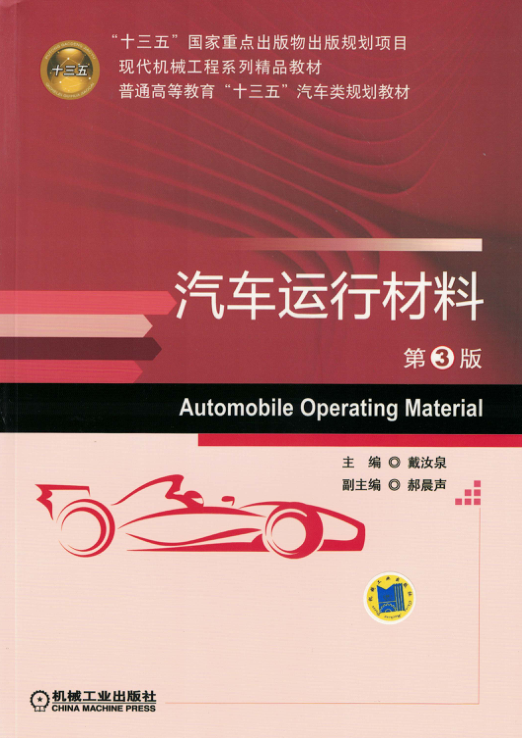 “十三五”国家重点出版物出版规划项目
十三五
现代机械工程系列精品教材
普通高等教育“十三五”汽车类规划教材
汽车运行材料
第3版
Automobile Operating Material
主 编 ◎ 戴汝泉
副主编 ◎ 郝晨声
机械工业出版社
CHINA MACHINE PRESS